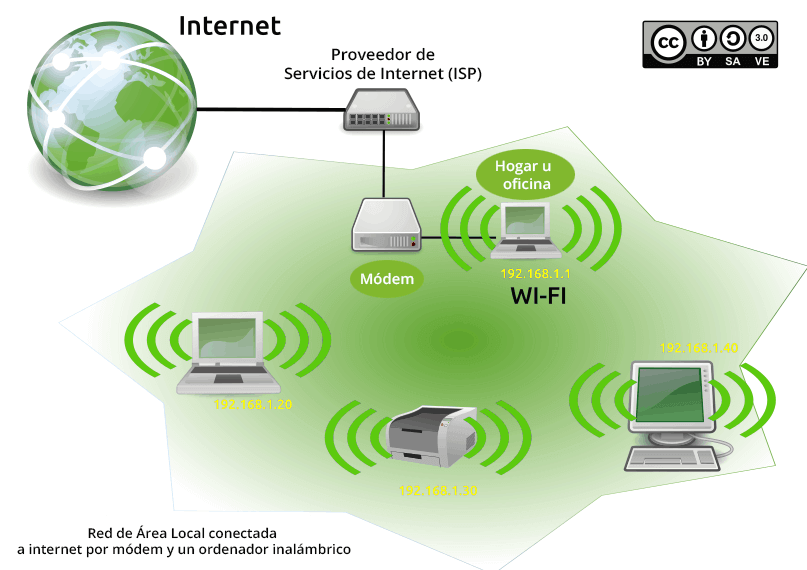 Internet
Proveedor de
Servicios de Internet (ISP)
cc
3.0
BY SA VE
Hogar u
oficina
192.168.1.1
WI-FI
Módem
192.168.1.40
192.168.1.20
192.168.1.30
Red de Área Local conectada
a internet por módem y un ordenador inalámbrico